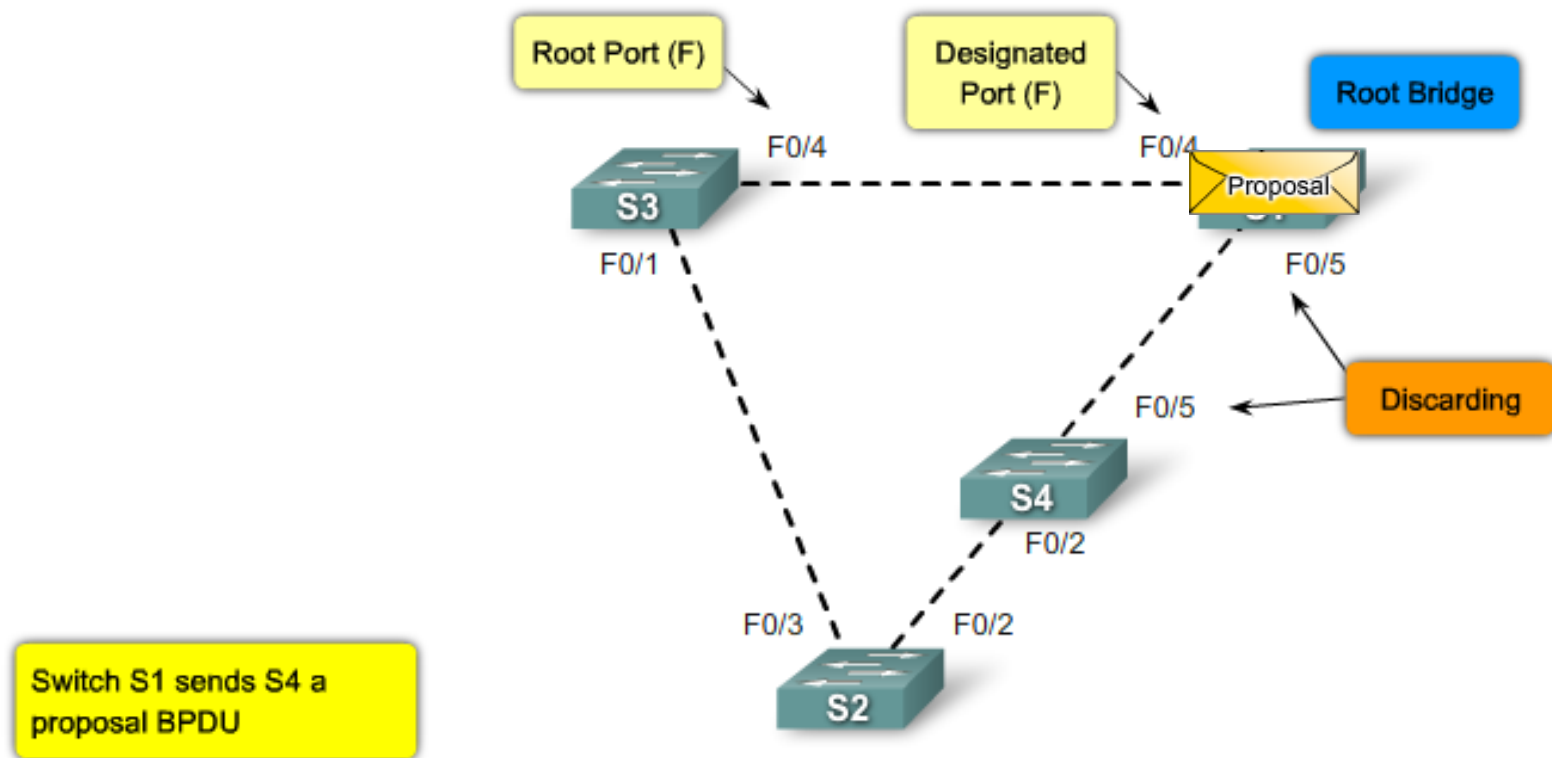 Root Port (F)
Designated
Port (F)
Root Bridge
F0/4
F0/4
Proposal
S3
F0/1
F0/5
F0/5
Discarding
S4
F0/2
F0/3
F0/2
S2
Switch S1 sends S4 a
proposal BPDU